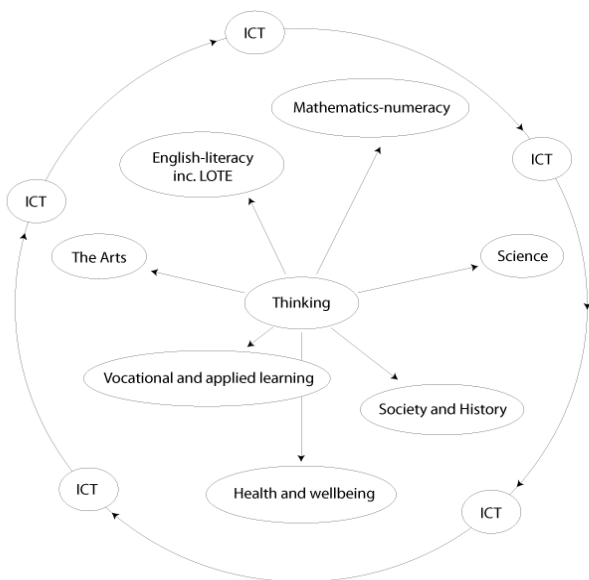 ICT
Mathematics-numeracy
English-literacy
inc. LOTE
ICT
ICT
The Arts
Science
Thinking
Vocational and applied learning
Society and History
ICT
Health and wellbeing
ICT